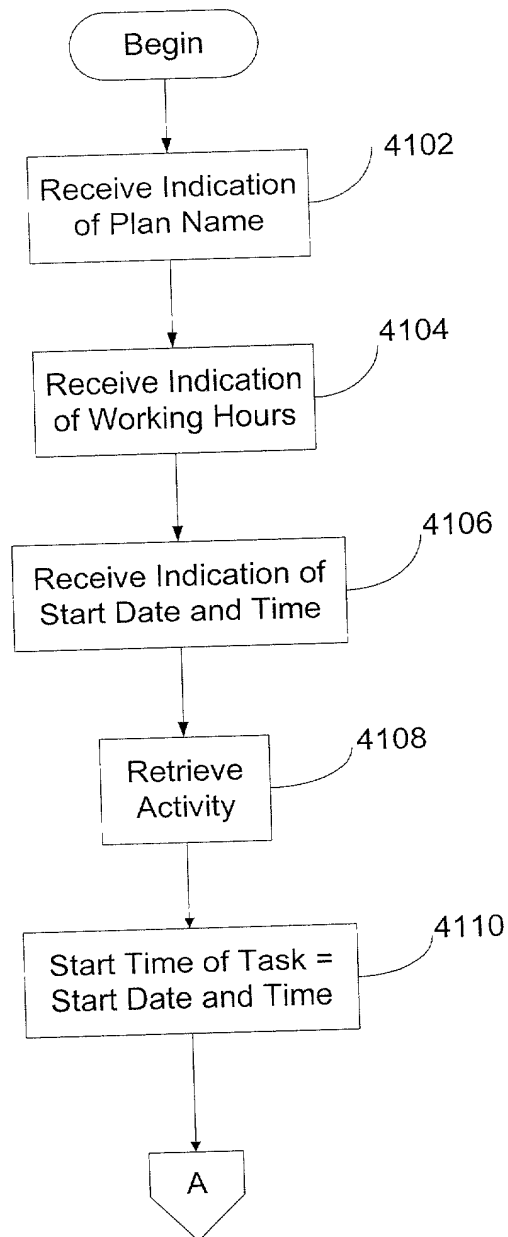 Begin
4102
Receive Indication
of Plan Name
4104
Receive Indication
of Working Hours
4106
Receive Indication of
Start Date and Time
4108
Retrieve
Activity
4110
Start Time of Task =
Start Date and Time
A